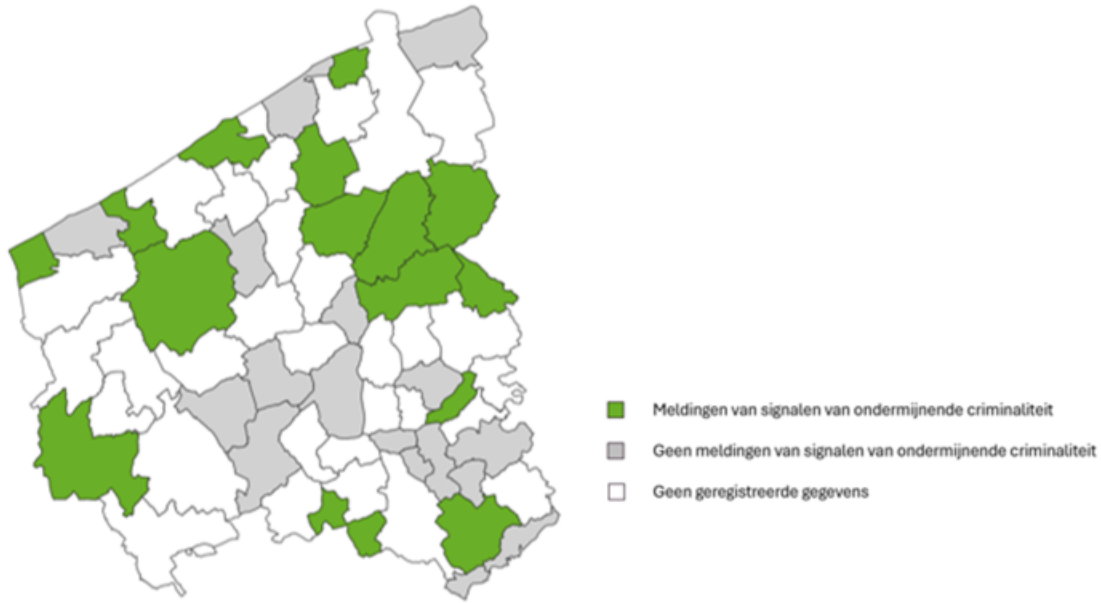 Meldingen van signalen van ondermijnende criminaliteit
Geen meldingen van signalen van ondermijnende criminaliteit
Geen geregistreerde gegevens